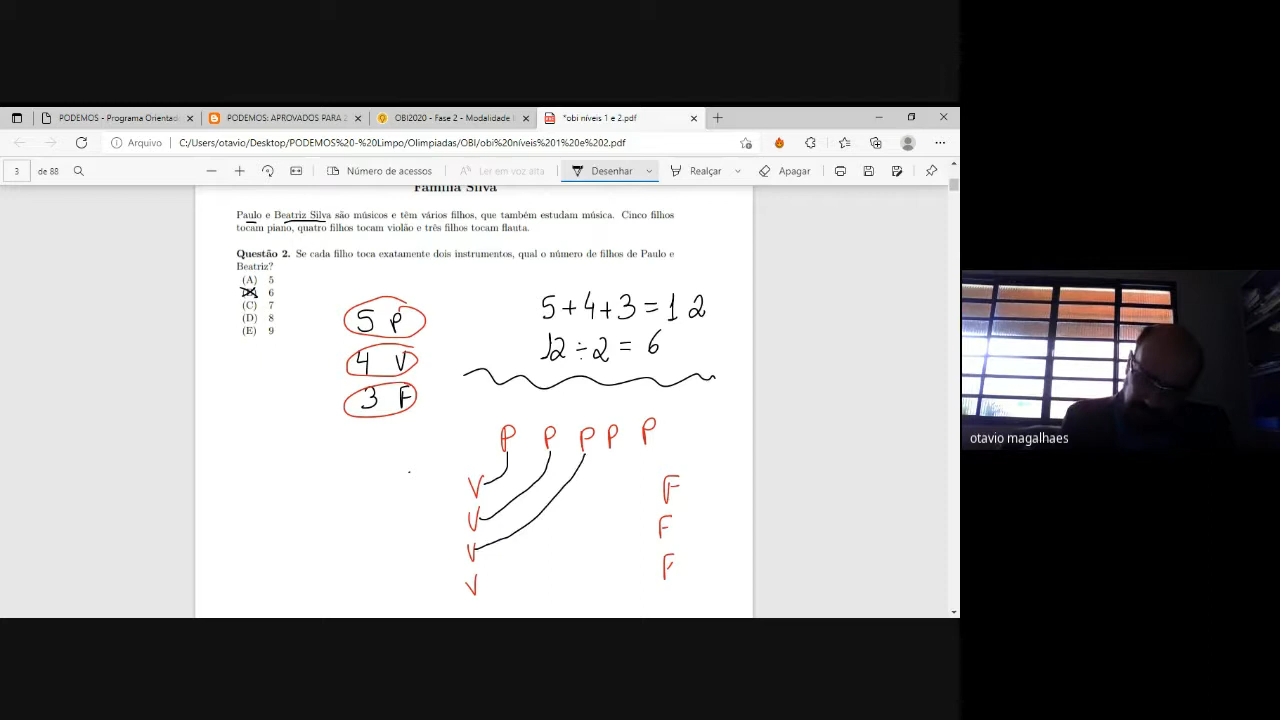 PODEMOS - Programa Orientad
PODEMOS: APROVADOS PARA 2
OBI2020 - Fase 2 - Modalidade I
*obi níveis 1 e 2.pdf
Arquivo C:/Users/otavio/Desktop/PODEMOS%20-%20Limpo/Olimpiadas/OBI/obi%20níveis%201%20e%202.pdf
3 de 88 Número de acessos Ler em voz alta Desenhar Realçar Apagar
Família Silva
Paulo e Beatriz Silva são músicos e têm vários filhos, que também estudam música. Cinco filhos
tocam piano, quatro filhos tocam violão e três filhos tocam flauta.
Questão 2. Se cada filho toca exatamente dois instrumentos, qual o número de filhos de Paulo e
Beatriz?
(A) 5
6
(C) 7
(D) 8
(E) 9
5 P
4 V
3 F
5+4+3=12
12÷2=6
P P P P P
V F
V F
V F
V
otavio magalhaes